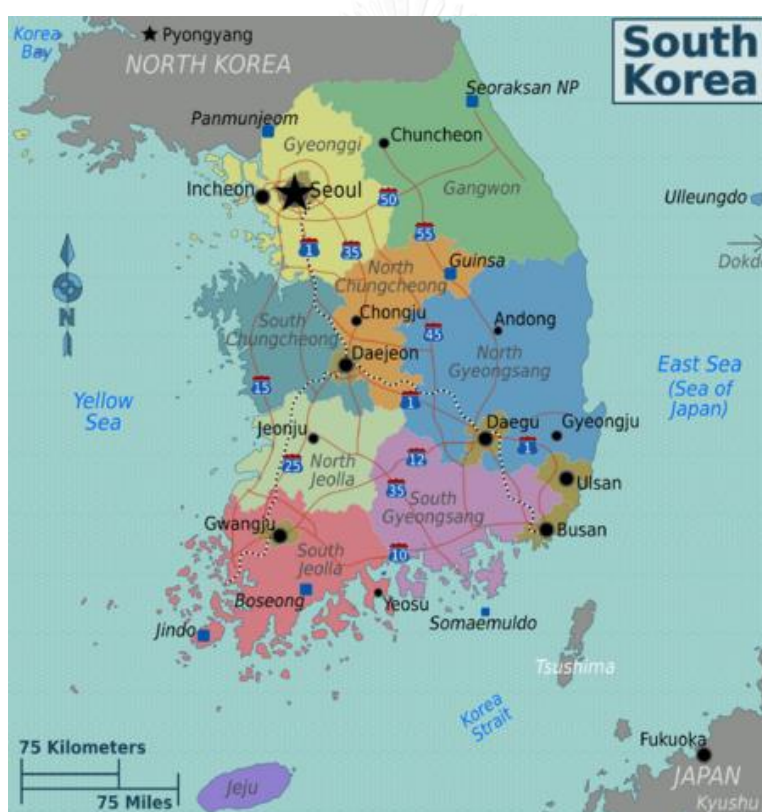 Korea
Bay
Pyongyang
NORTH KOREA
South
Korea
Panmunjeom
Seoraksan NP
Gyeonggi
Chuncheon
Incheon
Seoul
Gangwon
Ulleungdo
50
55
1
35
Dokdo
North
Chungcheong
Guinsa
N
South
Chungcheong
Chongju
45
Andong
Daejeon
North
Gyeongsang
East Sea
(Sea of
Japan)
15
1
Yellow
Sea
Jeonju
Daegu
Gyeongju
1
25
North
Jeolla
12
35
South
Gyeongsang
Ulsan
Gwangju
Busan
South
Jeolla
10
Boseong
Yeosu
Somaemuldo
Jindo
Tsushima
Korea
Strait
75 Kilometers
75 Miles
Jeju
Fukuoka
JAPAN
Kyushu